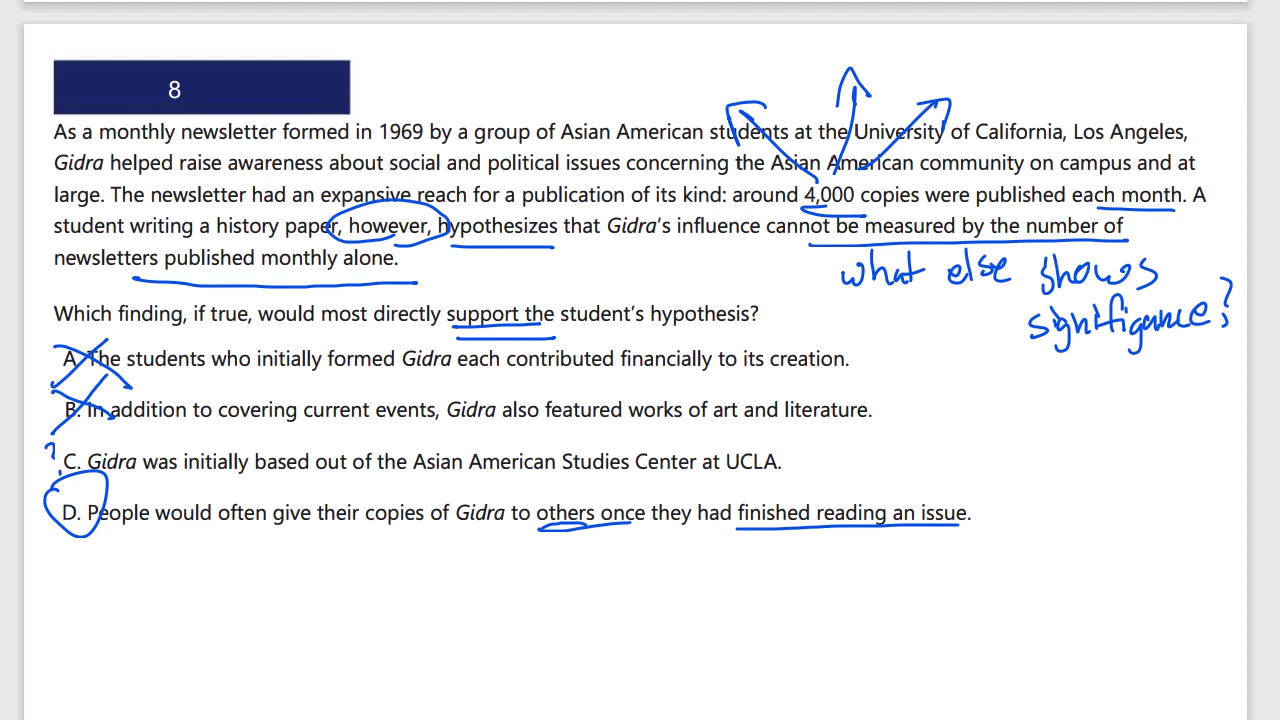 8
As a monthly newsletter formed in 1969 by a group of Asian American students at the University of California, Los Angeles,
Gidra helped raise awareness about social and political issues concerning the Asian American community on campus and at
large. The newsletter had an expansive reach for a publication of its kind: around 4,000 copies were published each month. A
student writing a history paper, however, hypothesizes that Gidra's influence cannot be measured by the number of
newsletters published monthly alone.
what else shows
signifigance?
Which finding, if true, would most directly support the student's hypothesis?
A. The students who initially formed Gidra each contributed financially to its creation.
B. In addition to covering current events, Gidra also featured works of art and literature.
? C. Gidra was initially based out of the Asian American Studies Center at UCLA.
D. People would often give their copies of Gidra to others once they had finished reading an issue.